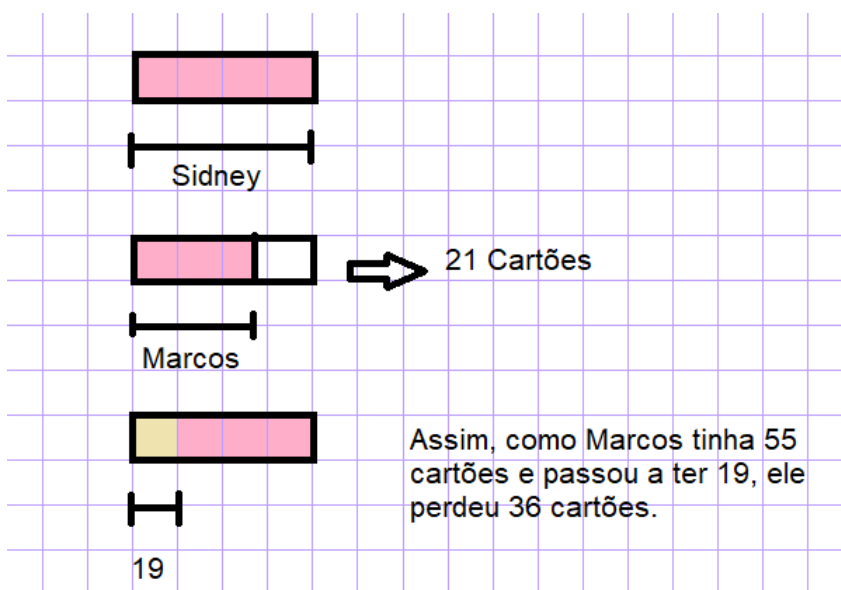 Sidney
21 Cartões
Marcos
Assim, como Marcos tinha 55
cartões e passou a ter 19, ele
perdeu 36 cartões.
19